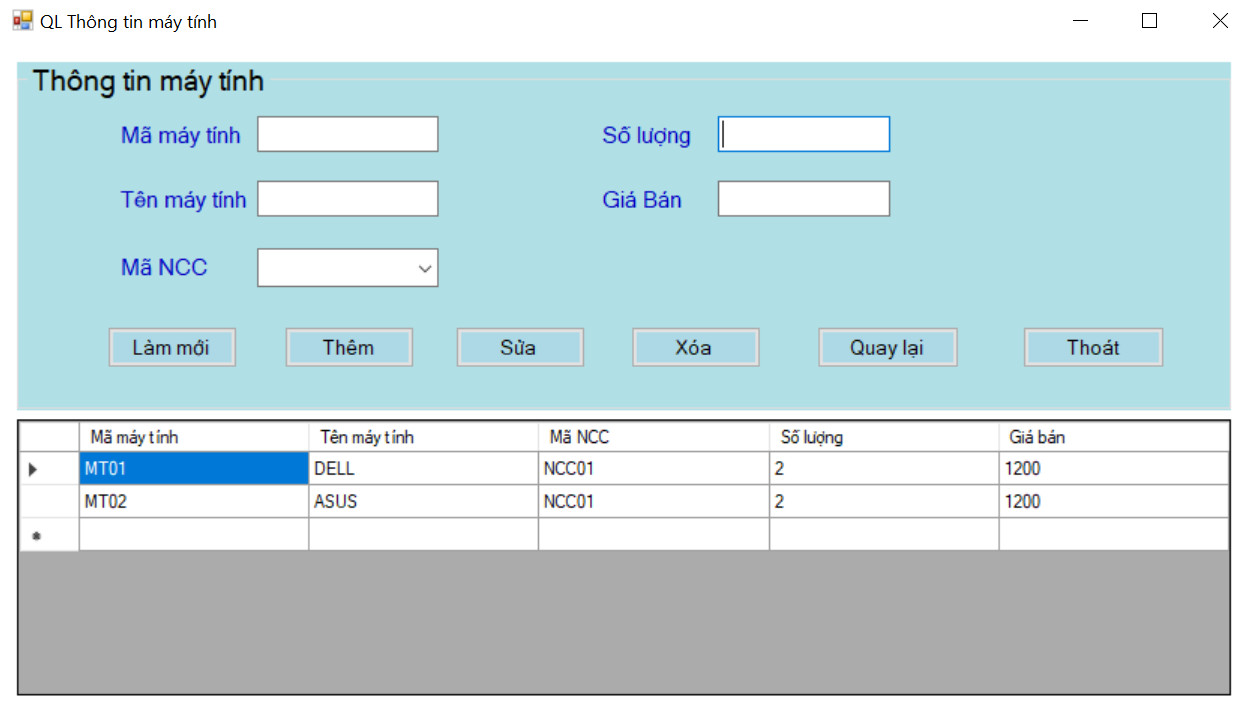 QL Thông tin máy tính
Thông tin máy tính
Mã máy tính Số lượng
Tên máy tính Giá Bán
Mã NCC
Làm mới Thêm Sửa Xóa Quay lại Thoát
Mã máy tính Tên máy tính Mã NCC Số lượng Giá bán
MT01 DELL NCC01 2 1200
MT02 ASUS NCC01 2 1200